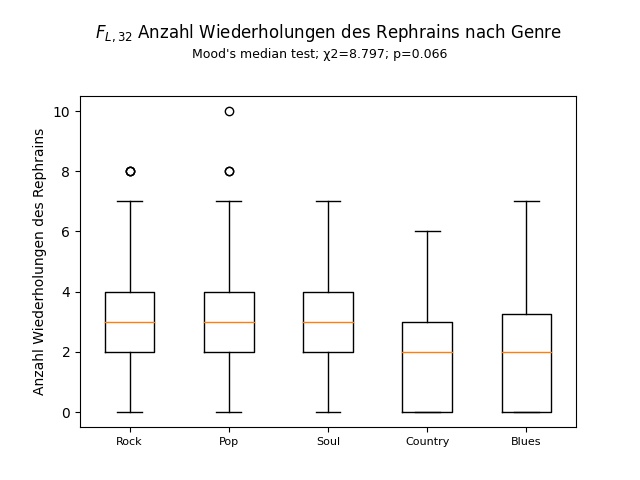 F_L,32 Anzahl Wiederholungen des Rephrains nach Genre
Mood's median test; χ2=8.797; p=0.066
Anzahl Wiederholungen des Rephrains
10
8
6
4
2
0
Rock Pop Soul Country Blues